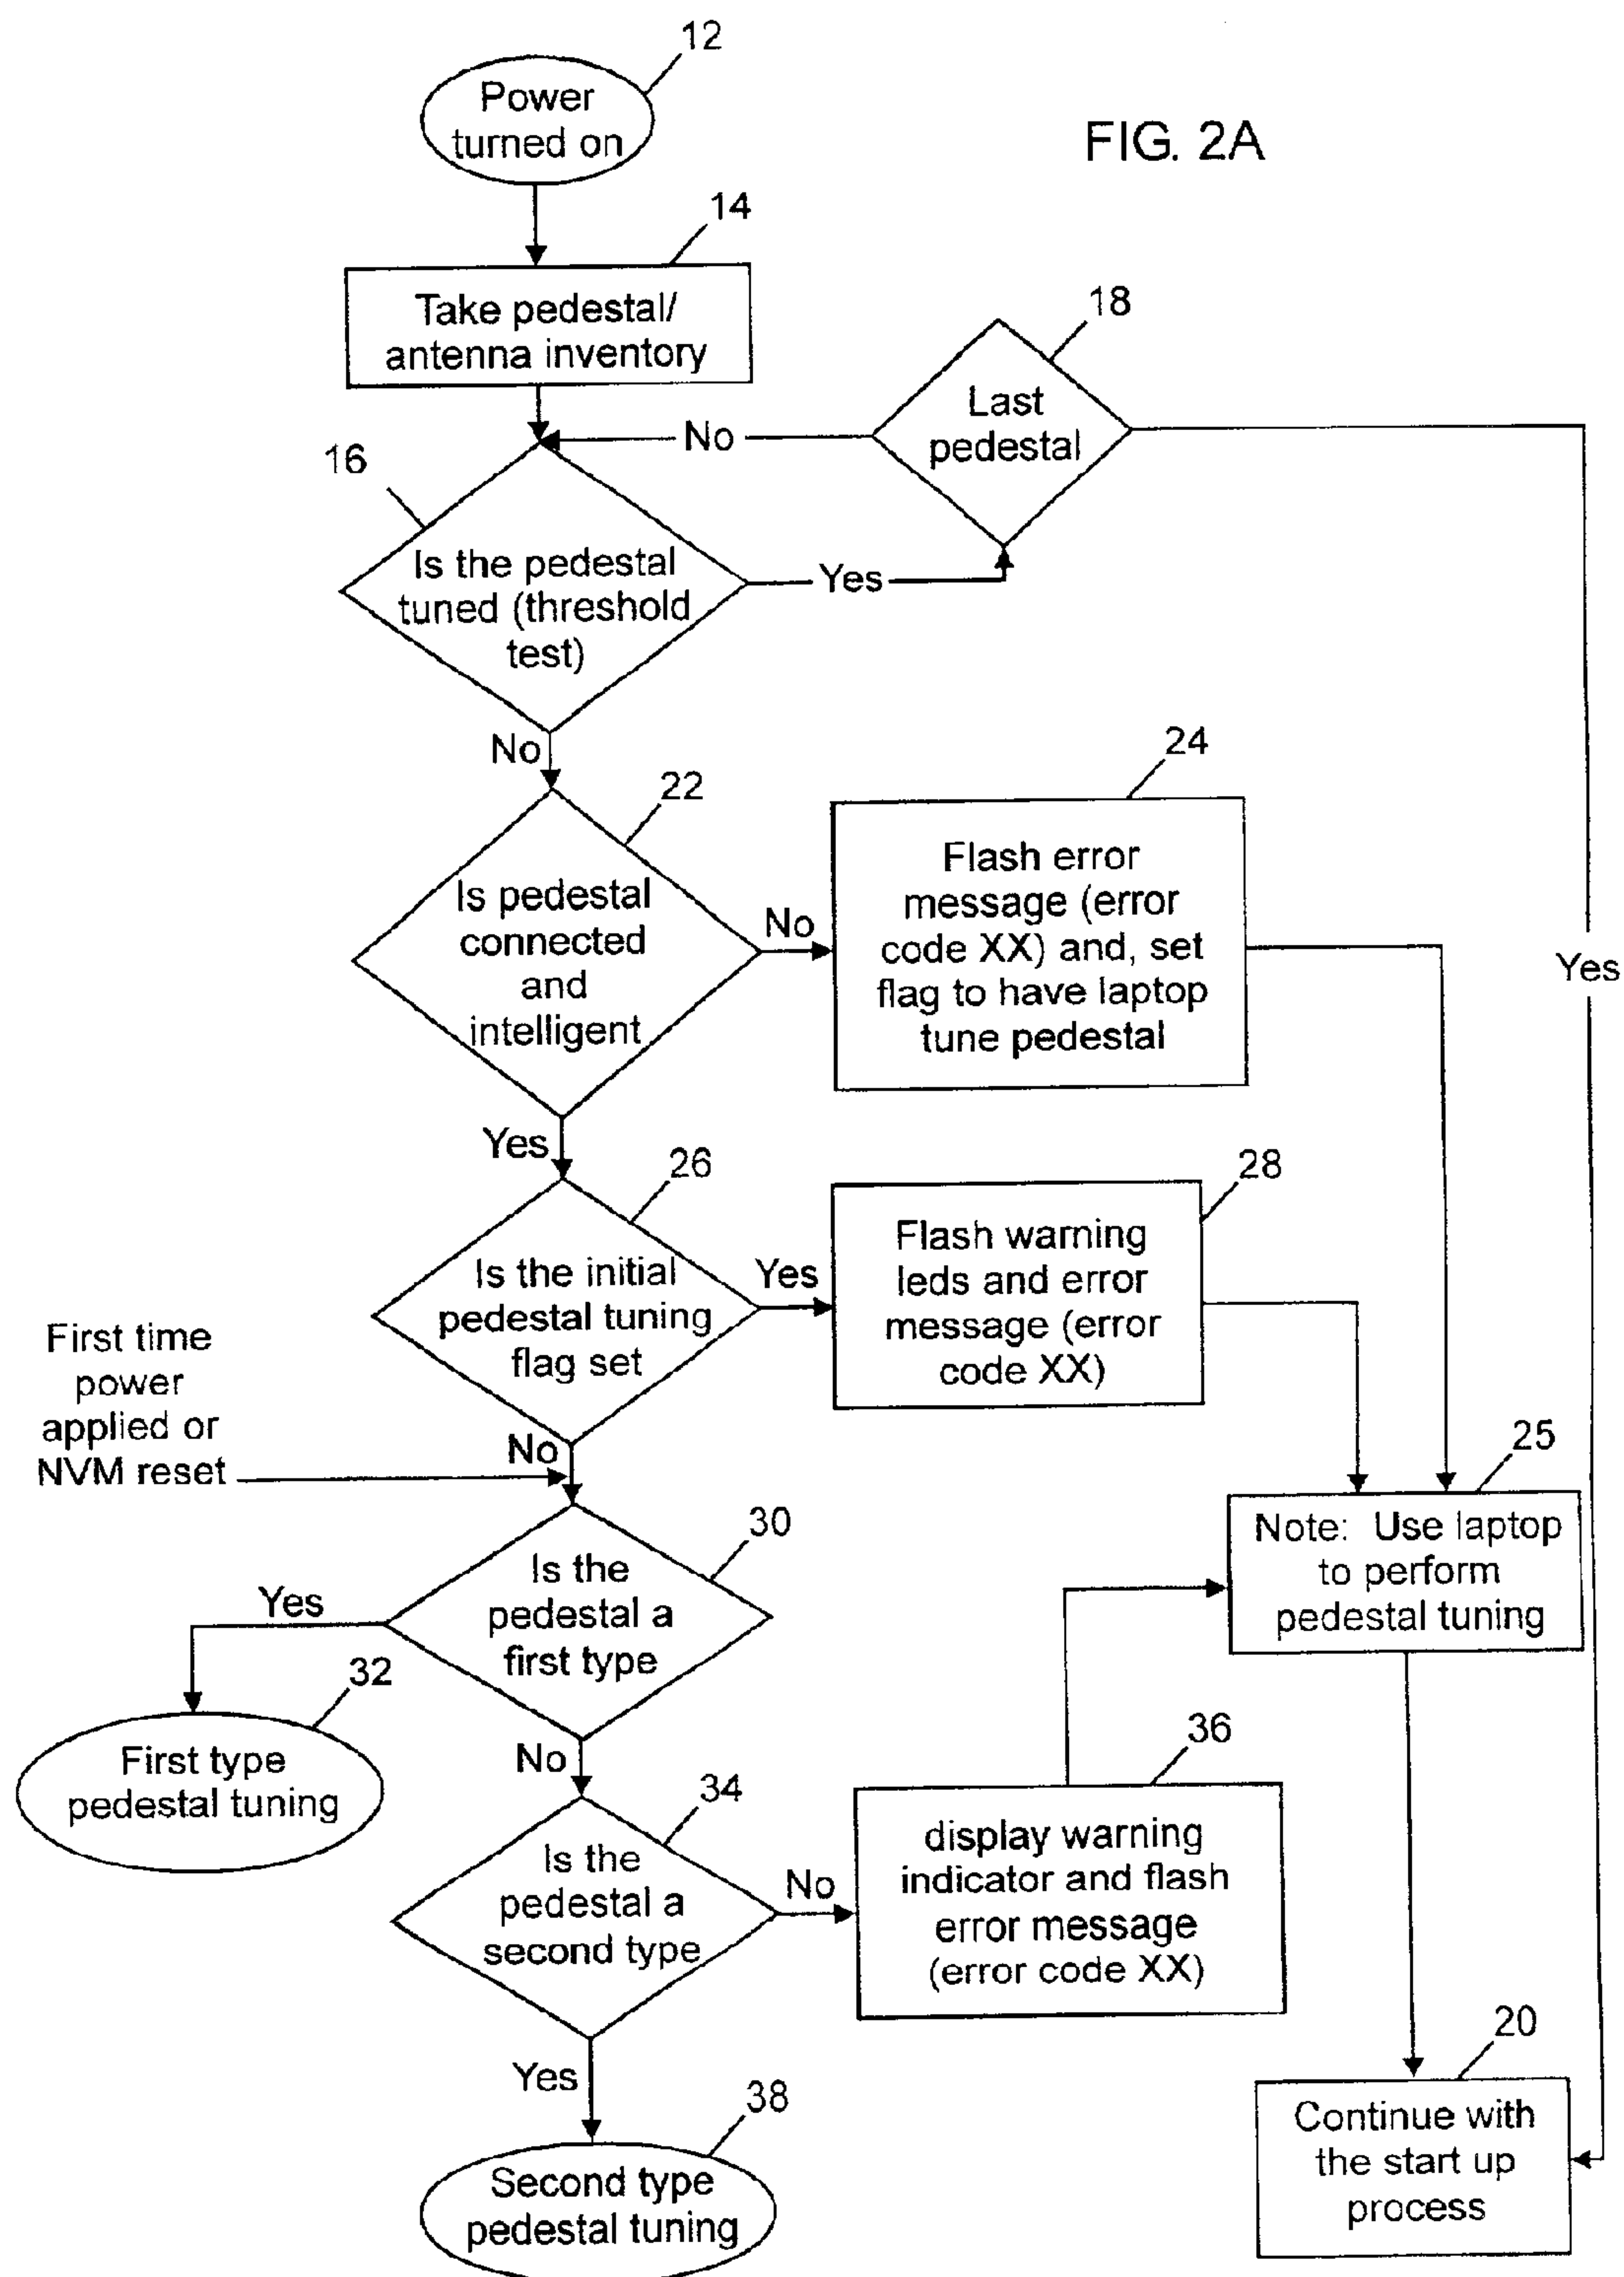 12
Power
turned on
FIG. 2A
14
Take pedestal/
antenna inventory
18
Last
pedestal
No
16
Is the pedestal
tuned (threshold
test)
Yes
No
22
Is pedestal
connected
and
intelligent
No
24
Flash error
message (error
code XX) and, set
flag to have laptop
tune pedestal
Yes
Yes
26
Is the initial
pedestal tuning
flag set
Yes
28
Flash warning
leds and error
message (error
code XX)
First time
power
applied or
NVM reset
No
25
Note: Use laptop
to perform
pedestal tuning
30
Is the
pedestal a
first type
Yes
32
First type
pedestal tuning
No
34
Is the
pedestal a
second type
No
36
display warning
indicator and flash
error message
(error code XX)
Yes
38
Second type
pedestal tuning
20
Continue with
the start up
process